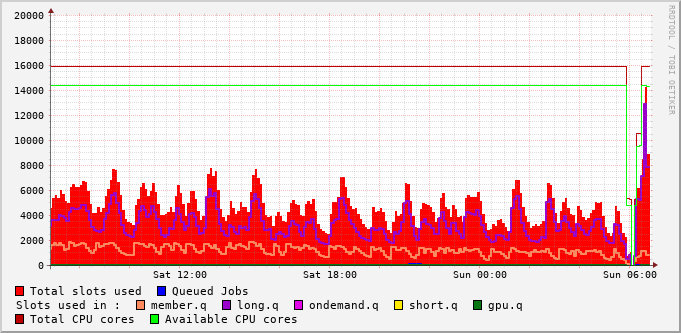 20000
18000
16000
14000
12000
10000
8000
6000
4000
2000
0
Sat 12:00 Sat 18:00 Sun 00:00 Sun 06:00
Total slots used Queued Jobs
Slots used in : member.q long.q ondemand.q short.q gpu.q
Total CPU cores Available CPU cores
RRDTOOL / TOBI OETIKER